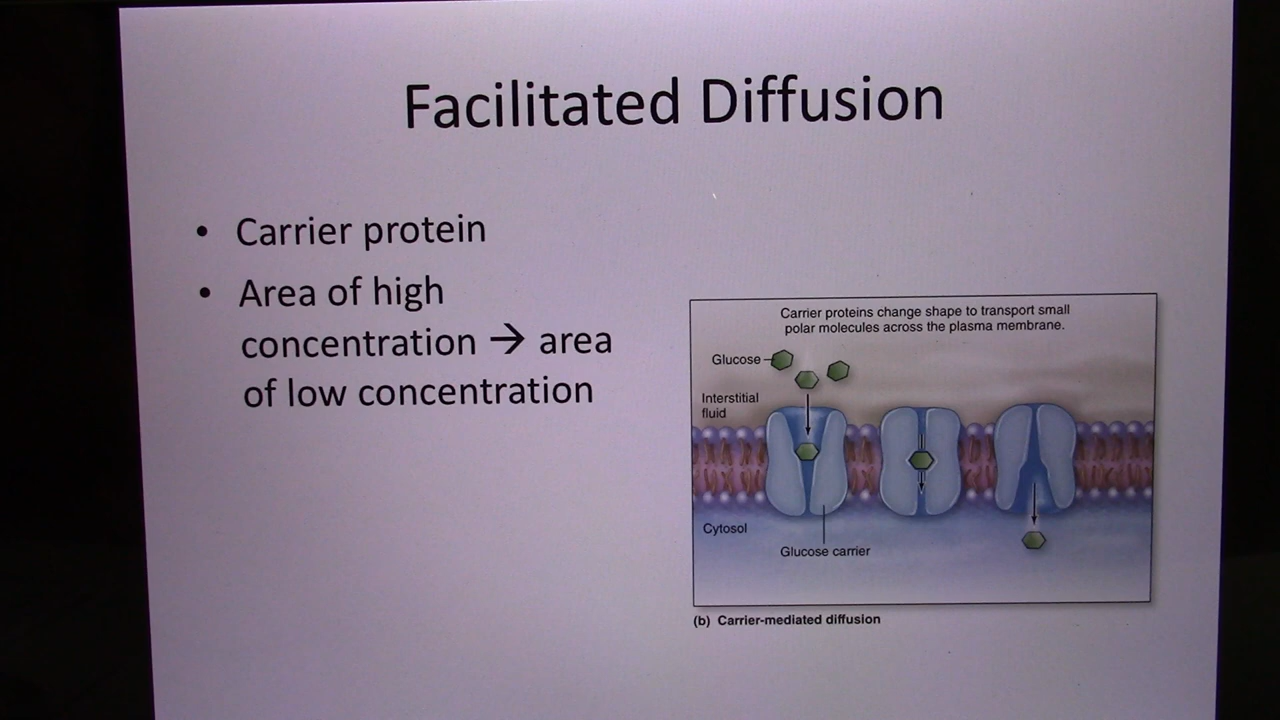 Facilitated Diffusion
• Carrier protein
• Area of high
concentration → area
of low concentration
Carrier proteins change shape to transport small
polar molecules across the plasma membrane.
Glucose
Interstitial
fluid
Cytosol
Glucose carrier
(b) Carrier-mediated diffusion